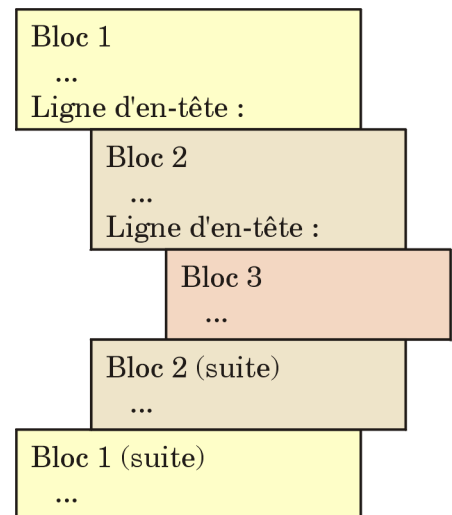 Bloc 1
...
Ligne d'en-tête :
Bloc 2
...
Ligne d'en-tête :
Bloc 3
...
Bloc 2 (suite)
...
Bloc 1 (suite)
...